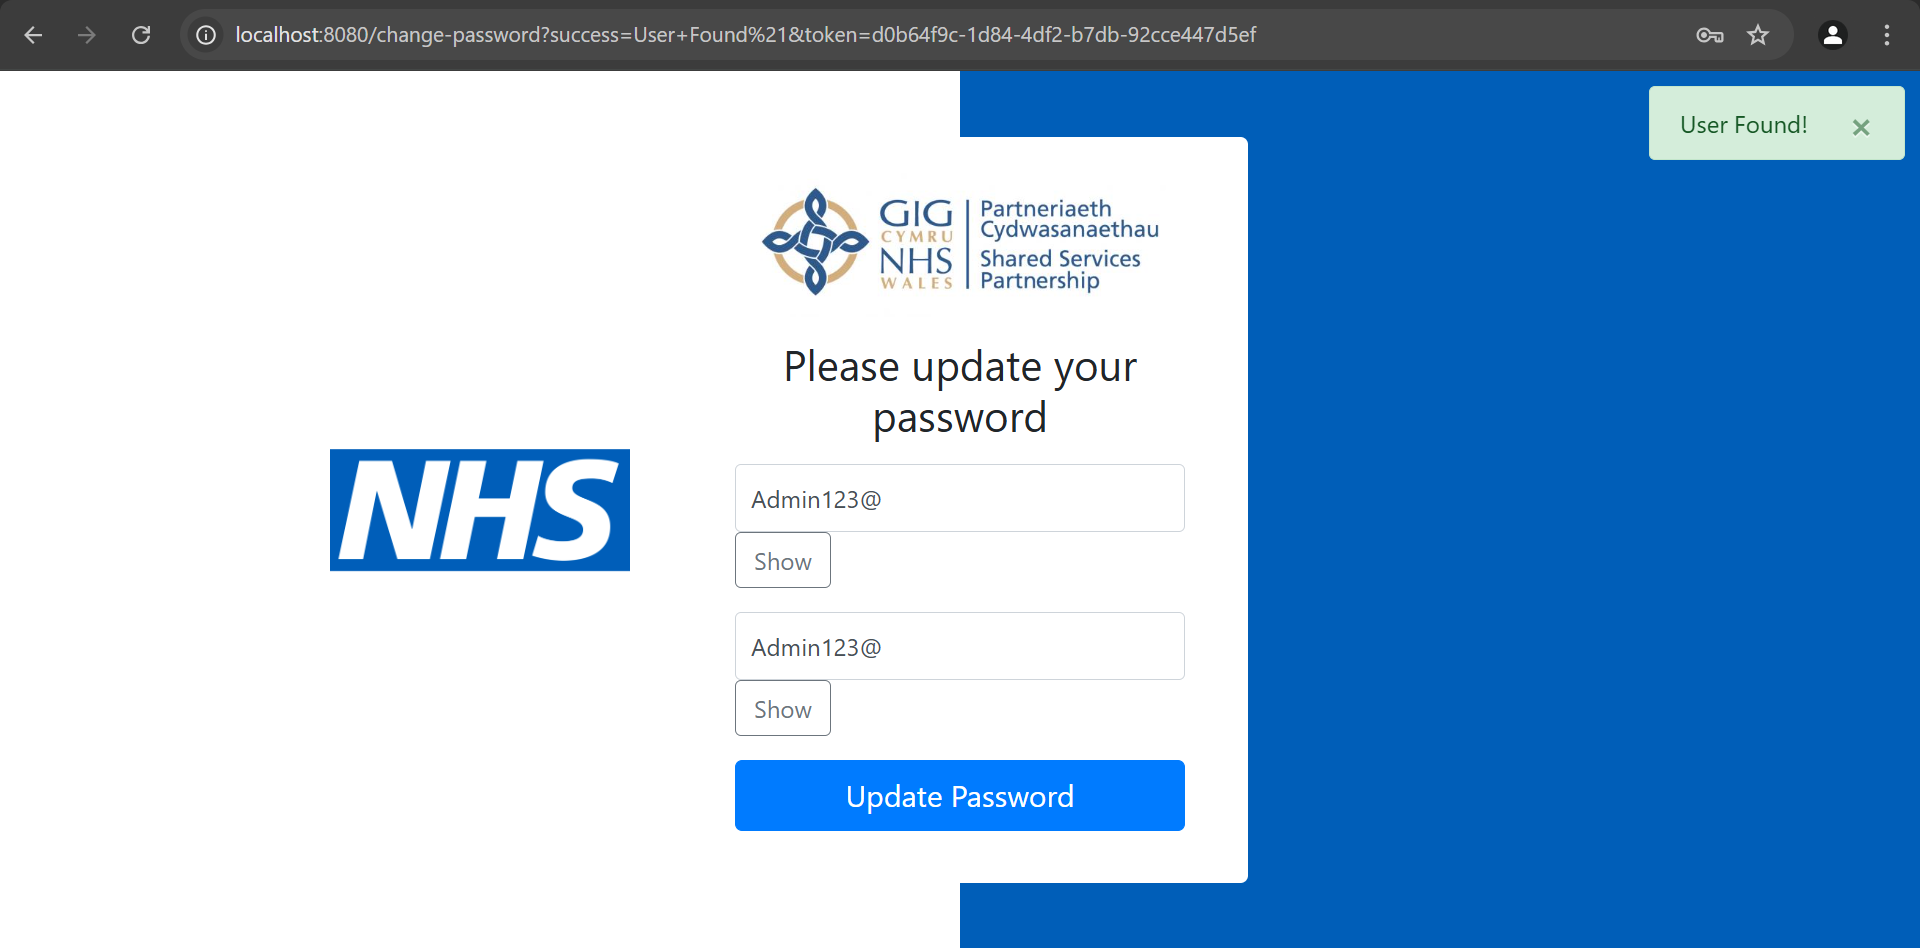 localhost:8080/change-password?success=User+Found%21&token=d0b64f9c-1d84-4df2-b7db-92cce447d5ef
User Found! ×
GIG
CYMRU
NHS
WALES
Partneriaeth
Cydwasanaethau
Shared Services
Partnership
Please update your
password
NHS
Admin123@
Show
Admin123@
Show
Update Password